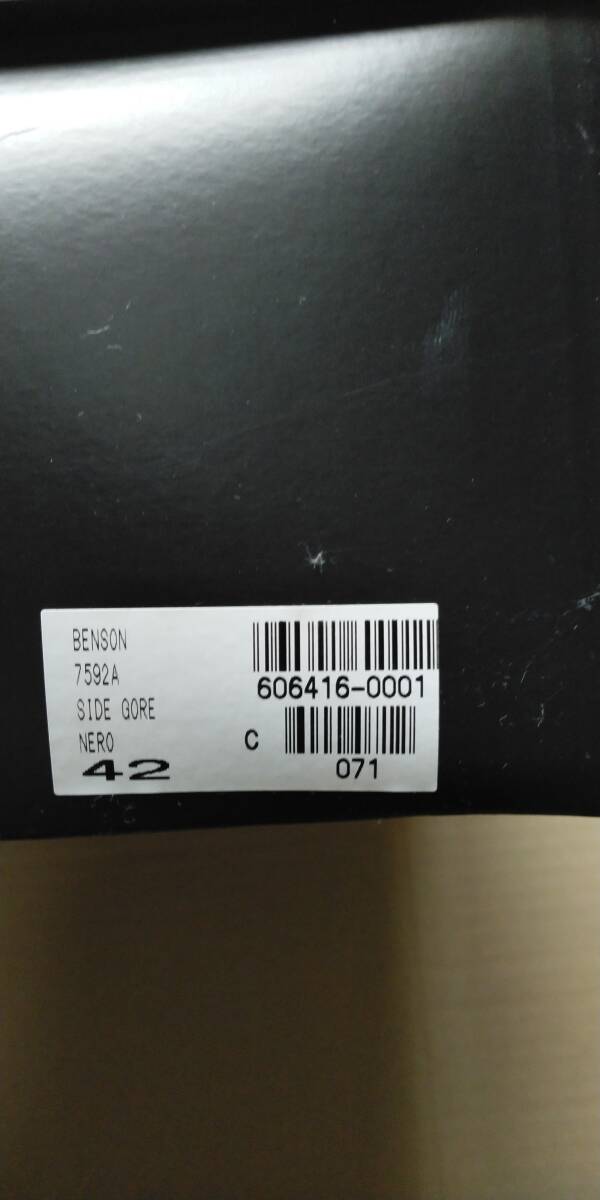 BENSON
7592A
SIDE GORE
NERO
42
606416-0001
C
071